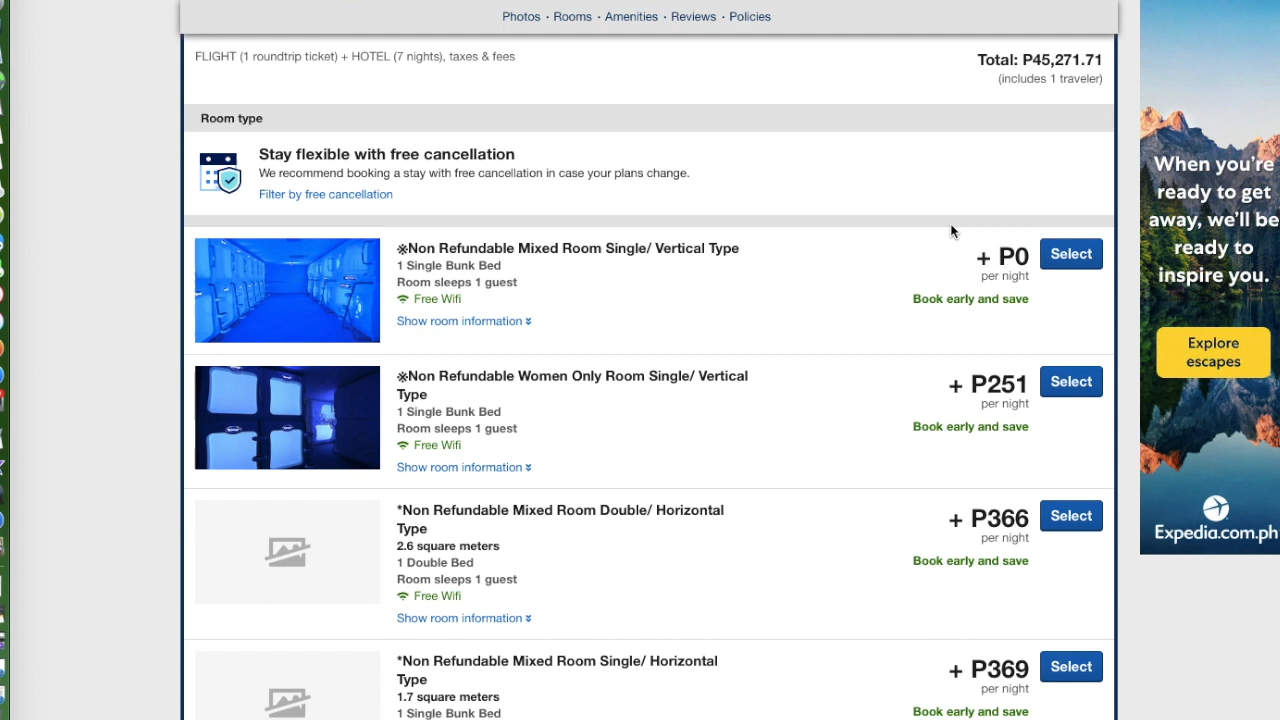 Photos · Rooms · Amenities · Reviews · Policies
FLIGHT (1 roundtrip ticket) + HOTEL (7 nights), taxes & fees
Total: P45,271.71
(includes 1 traveler)
Room type
Stay flexible with free cancellation
We recommend booking a stay with free cancellation in case your plans change.
Filter by free cancellation
※Non Refundable Mixed Room Single/ Vertical Type
1 Single Bunk Bed
Room sleeps 1 guest
Free Wifi
Show room information
+ P0
per night
Book early and save
Select
※Non Refundable Women Only Room Single/ Vertical
Type
1 Single Bunk Bed
Room sleeps 1 guest
Free Wifi
Show room information
+ P251
per night
Book early and save
Select
*Non Refundable Mixed Room Double/ Horizontal
Type
2.6 square meters
1 Double Bed
Room sleeps 1 guest
Free Wifi
Show room information
+ P366
per night
Book early and save
Select
*Non Refundable Mixed Room Single/ Horizontal
Type
1.7 square meters
1 Single Bunk Bed
+ P369
per night
Book early and save
Select
When you're
ready to get
away, we'll be
ready to
inspire you.
Explore
escapes
Expedia.com.ph